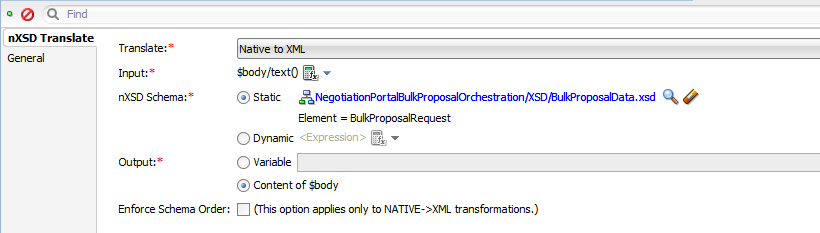 Find
nXSD Translate
General
Translate:*
Native to XML
Input:*
$body/text()
nXSD Schema:*
Static
NegotiationPortalBulkProposalOrchestration/XSD/BulkProposalData.xsd
Element = BulkProposalRequest
Dynamic
<Expression>
Output:*
Variable
Content of $body
Enforce Schema Order:
(This option applies only to NATIVE->XML transformations.)